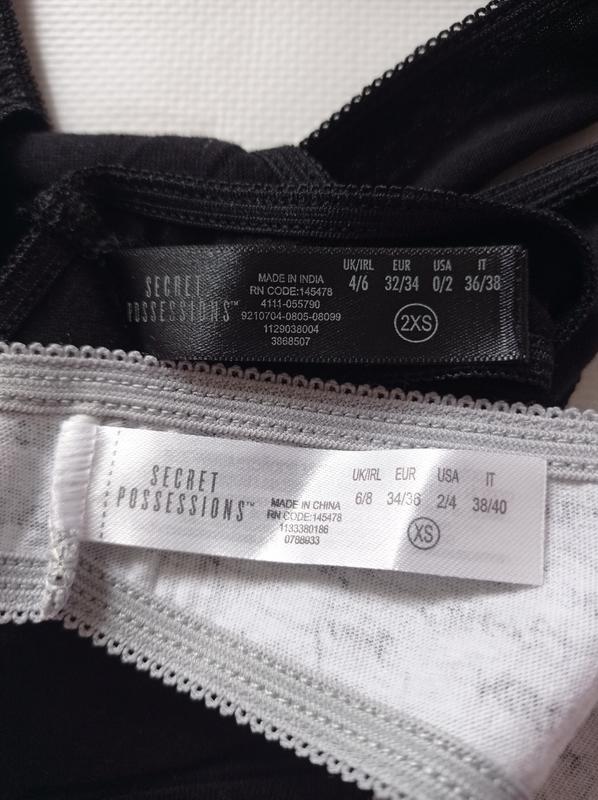 SECRET
POSSESSIONS™
MADE IN INDIA
RN CODE:145478
4111-055790
9210704-0805-08099
1129038004
3868507
UK/IRL EUR USA IT
4/6 32/34 0/2 36/38
2XS
SECRET
POSSESSIONS™
MADE IN CHINA
RN CODE:145478
1133380186
0788933
UK/IRL EUR USA IT
6/8 34/36 2/4 38/40
XS